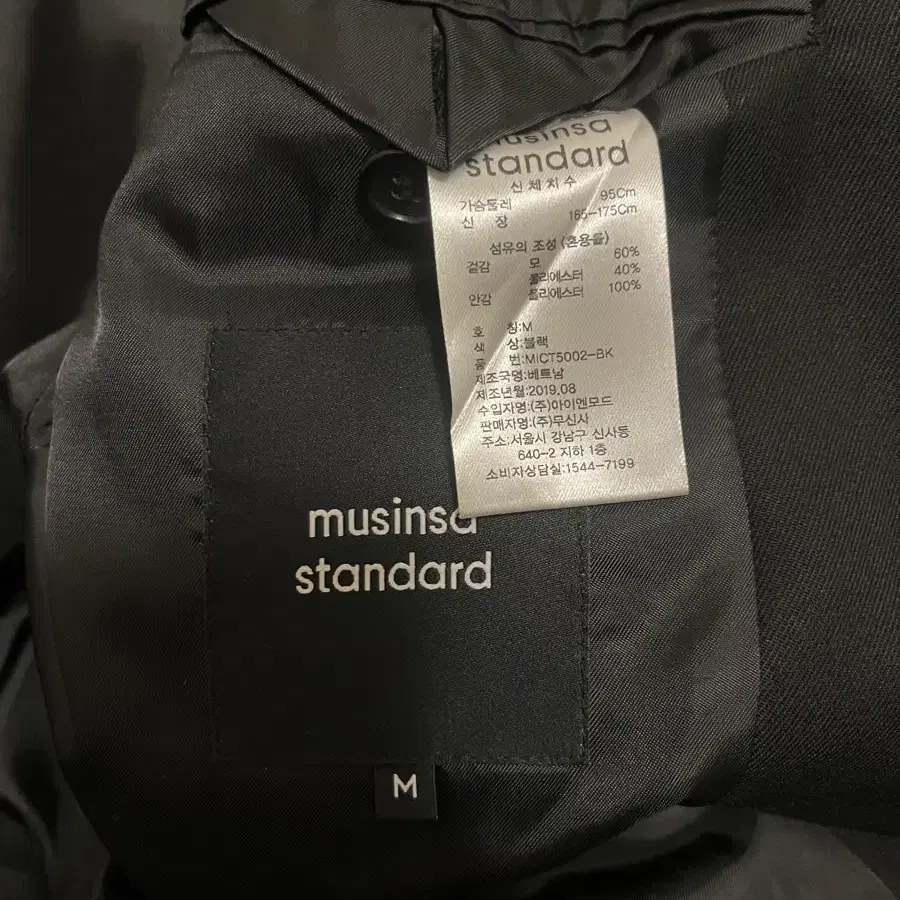 musinsa
standard
신체치수
가슴둘레 95Cm
신 장 165-175Cm
섬유의 조성 (혼용률)
겉감 모 60%
폴리에스터 40%
안감 폴리에스터 100%
호 칭:M
색 상:블랙
품 번:MICT5002-BK
제조국명:베트남
제조년월:2019.08
수입자명:(주)아이엔모드
판매자명:(주)무신사
주소:서울시 강남구 신사동
640-2 지하 1층
소비자상담실:1544-7199
musinsa
standard
M